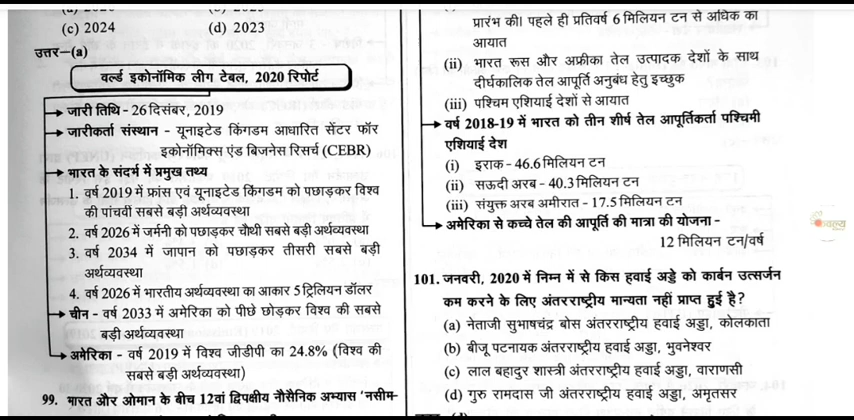 (c) 2024 (d) 2023
उत्तर–(a)
वर्ल्ड इकोनॉमिक लीग टेबल, 2020 रिपोर्ट
जारी तिथि - 26 दिसंबर, 2019
जारीकर्ता संस्थान - यूनाइटेड किंगडम आधारित सेंटर फॉर
इकोनॉमिक्स एंड बिजनेस रिसर्च (CEBR)
भारत के संदर्भ में प्रमुख तथ्य
1. वर्ष 2019 में फ्रांस एवं यूनाइटेड किंगडम को पछाड़कर विश्व
की पांचवीं सबसे बड़ी अर्थव्यवस्था
2. वर्ष 2026 में जर्मनी को पछाड़कर चौथी सबसे बड़ी अर्थव्यवस्था
3. वर्ष 2034 में जापान को पछाड़कर तीसरी सबसे बड़ी
अर्थव्यवस्था
4. वर्ष 2026 में भारतीय अर्थव्यवस्था का आकार 5 ट्रिलियन डॉलर
चीन - वर्ष 2033 में अमेरिका को पीछे छोड़कर विश्व की सबसे
बड़ी अर्थव्यवस्था
अमेरिका - वर्ष 2019 में विश्व जीडीपी का 24.8% (विश्व की
सबसे बड़ी अर्थव्यवस्था)
99. भारत और ओमान के बीच 12वां द्विपक्षीय नौसैनिक अभ्यास 'नसीम-
प्रारंभ की। पहले ही प्रतिवर्ष 6 मिलियन टन से अधिक का
आयात
(ii) भारत रूस और अफ्रीका तेल उत्पादक देशों के साथ
दीर्घकालिक तेल आपूर्ति अनुबंध हेतु इच्छुक
(iii) पश्चिम एशियाई देशों से आयात
वर्ष 2018-19 में भारत को तीन शीर्ष तेल आपूर्तिकर्ता पश्चिमी
एशियाई देश
(i) इराक - 46.6 मिलियन टन
(ii) सऊदी अरब - 40.3 मिलियन टन
(iii) संयुक्त अरब अमीरात - 17.5 मिलियन टन
अमेरिका से कच्चे तेल की आपूर्ति की मात्रा की योजना -
12 मिलियन टन/वर्ष
101. जनवरी, 2020 में निम्न में से किस हवाई अड्डे को कार्बन उत्सर्जन
कम करने के लिए अंतरराष्ट्रीय मान्यता नहीं प्राप्त हुई है?
(a) नेताजी सुभाषचंद्र बोस अंतरराष्ट्रीय हवाई अड्डा, कोलकाता
(b) बीजू पटनायक अंतरराष्ट्रीय हवाई अड्डा, भुवनेश्वर
(c) लाल बहादुर शास्त्री अंतरराष्ट्रीय हवाई अड्डा, वाराणसी
(d) गुरु रामदास जी अंतरराष्ट्रीय हवाई अड्डा, अमृतसर